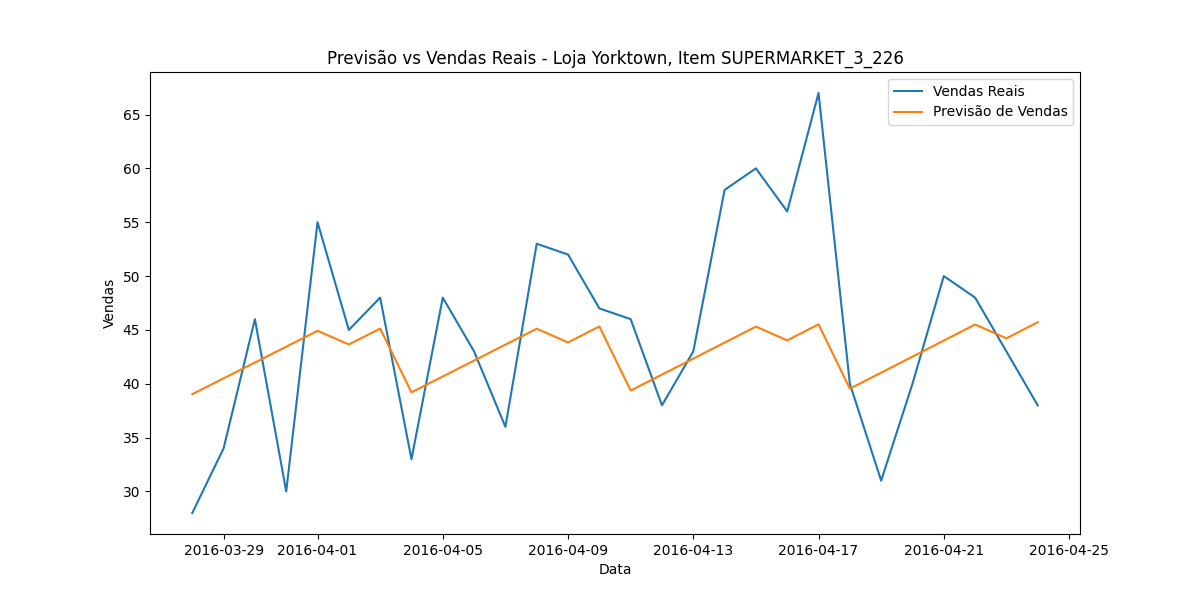 Previsão vs Vendas Reais - Loja Yorktown, Item SUPERMARKET_3_226
Vendas Reais
Previsão de Vendas
65
60
55
50
45
40
35
30
Vendas
2016-03-29 2016-04-01 2016-04-05 2016-04-09 2016-04-13 2016-04-17 2016-04-21 2016-04-25
Data